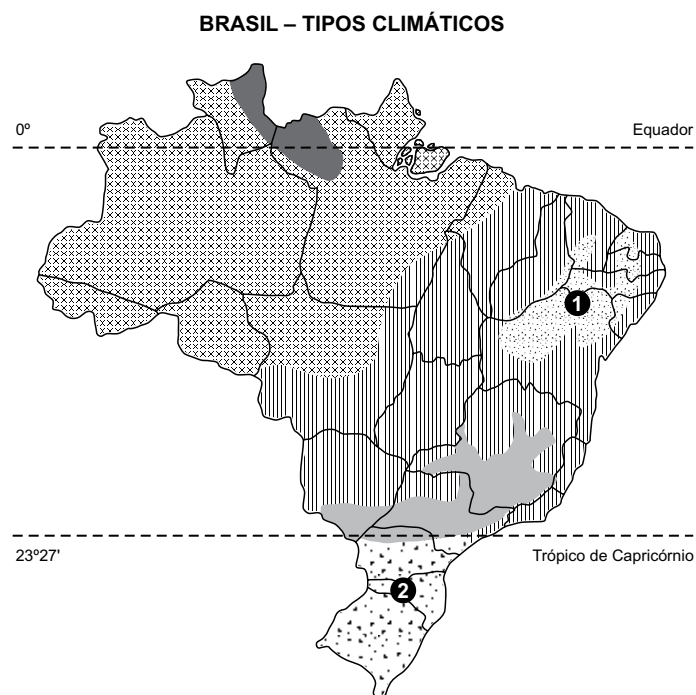 BRASIL – TIPOS CLIMÁTICOS
0º
Equador
1
23º27'
Trópico de Capricórnio
2